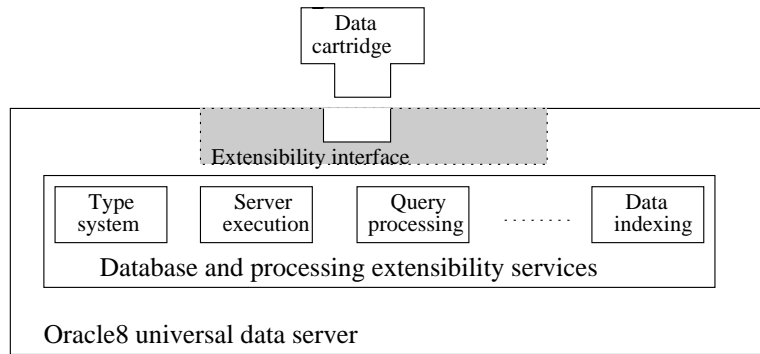 Data
cartridge
Extensibility interface
Type
system
Server
execution
Query
processing
........
Data
indexing
Database and processing extensibility services
Oracle8 universal data server